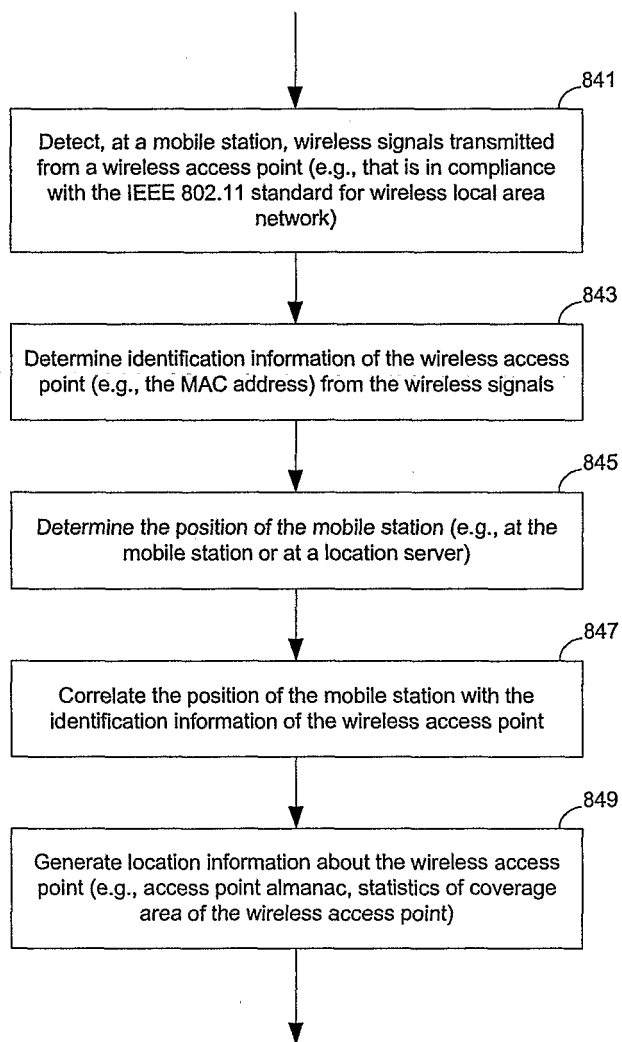 841
Detect, at a mobile station, wireless signals transmitted
from a wireless access point (e.g., that is in compliance
with the IEEE 802.11 standard for wireless local area
network)
843
Determine identification information of the wireless access
point (e.g., the MAC address) from the wireless signals
845
Determine the position of the mobile station (e.g., at the
mobile station or at a location server)
847
Correlate the position of the mobile station with the
identification information of the wireless access point
849
Generate location information about the wireless access
point (e.g., access point almanac, statistics of coverage
area of the wireless access point)